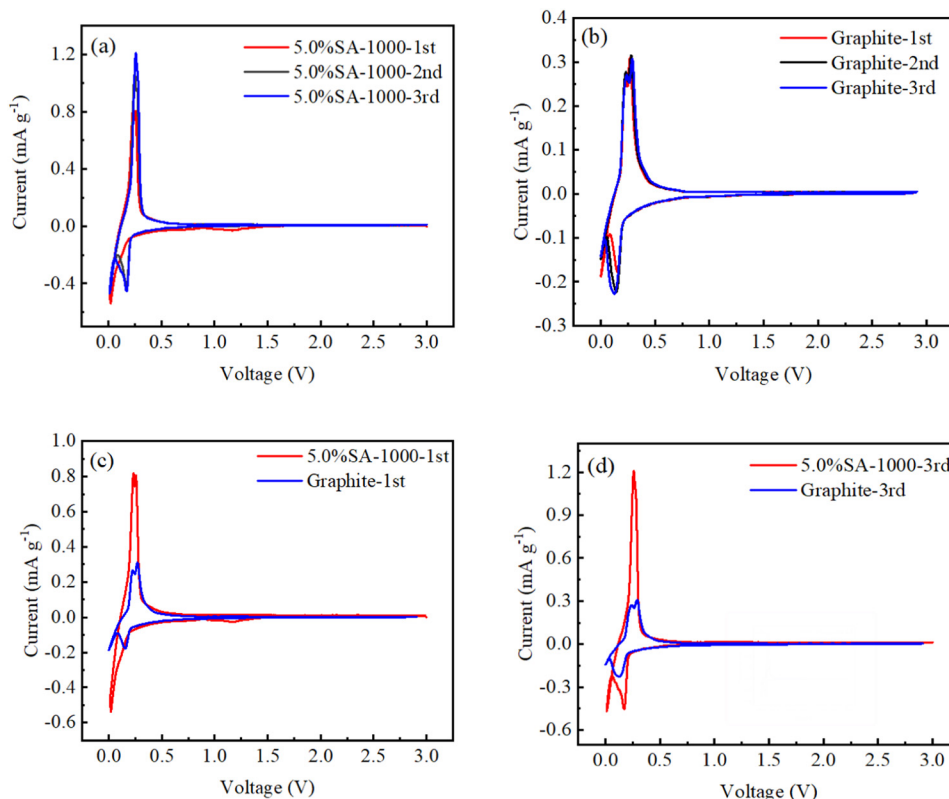 (a)
5.0%SA-1000-1st
5.0%SA-1000-2nd
5.0%SA-1000-3rd
1.2
0.8
0.4
0.0
-0.4
Current (mA g-1)
0.0 0.5 1.0 1.5 2.0 2.5 3.0
Voltage (V)
(b)
Graphite-1st
Graphite-2nd
Graphite-3rd
0.3
0.2
0.1
0.0
-0.1
-0.2
-0.3
Current (mA g-1)
0.0 0.5 1.0 1.5 2.0 2.5 3.0
Voltage (V)
(c)
5.0%SA-1000-1st
Graphite-1st
1.0
0.8
0.6
0.4
0.2
0.0
-0.2
-0.4
-0.6
Current (mA g-1)
0.0 0.5 1.0 1.5 2.0 2.5 3.0
Voltage (V)
(d)
5.0%SA-1000-3rd
Graphite-3rd
1.2
0.9
0.6
0.3
0.0
-0.3
-0.6
Current (mA g-1)
0.0 0.5 1.0 1.5 2.0 2.5 3.0
Voltage (V)